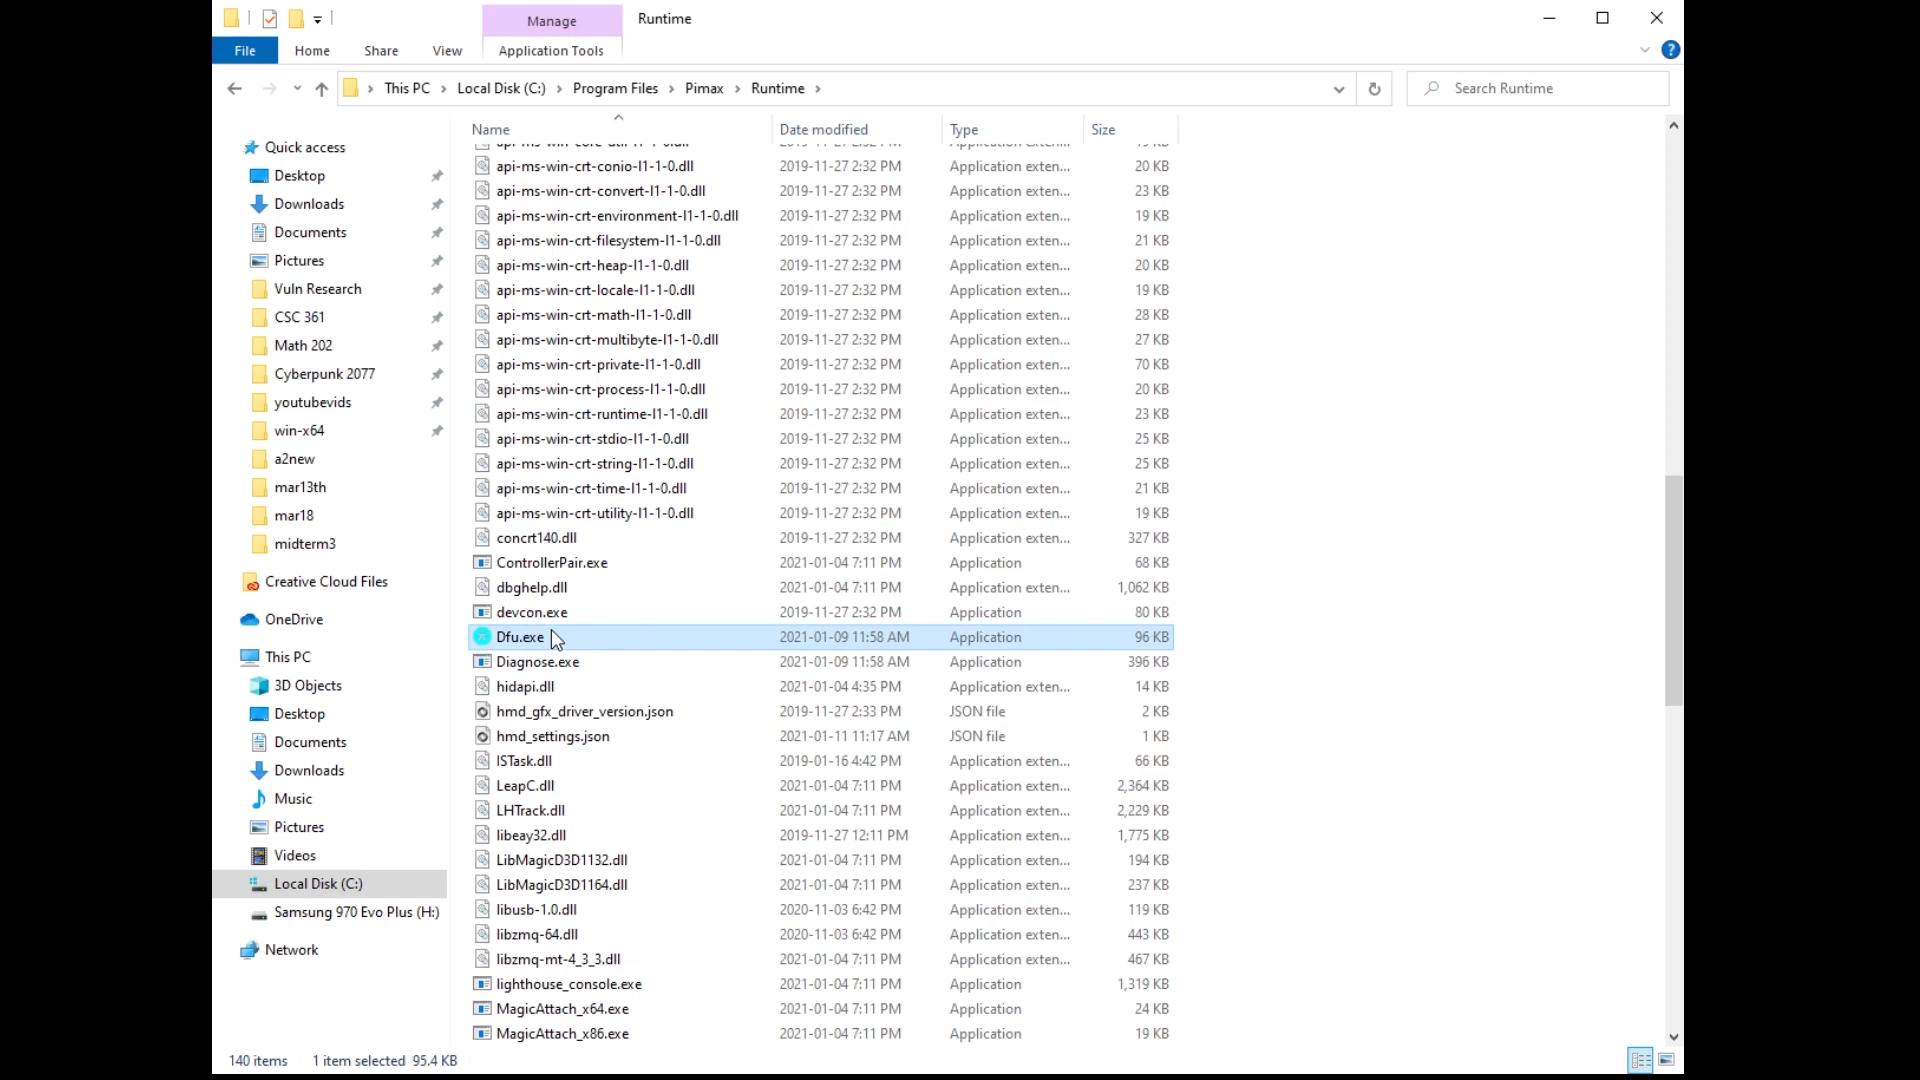 Manage
Runtime
File
Home
Share
View
Application Tools
This PC
Local Disk (C:)
Program Files
Pimax
Runtime
Search Runtime
Quick access
Desktop
Downloads
Documents
Pictures
Vuln Research
CSC 361
Math 202
Cyberpunk 2077
youtubevids
win-x64
a2new
mar13th
mar18
midterm3
Creative Cloud Files
OneDrive
This PC
3D Objects
Desktop
Documents
Downloads
Music
Pictures
Videos
Local Disk (C:)
Samsung 970 Evo Plus (H:)
Network
Name Date modified Type Size
api-ms-win-crt-conio-l1-1-0.dll 2019-11-27 2:32 PM Application exten... 20 KB
api-ms-win-crt-convert-l1-1-0.dll 2019-11-27 2:32 PM Application exten... 23 KB
api-ms-win-crt-environment-l1-1-0.dll 2019-11-27 2:32 PM Application exten... 19 KB
api-ms-win-crt-filesystem-l1-1-0.dll 2019-11-27 2:32 PM Application exten... 21 KB
api-ms-win-crt-heap-l1-1-0.dll 2019-11-27 2:32 PM Application exten... 20 KB
api-ms-win-crt-locale-l1-1-0.dll 2019-11-27 2:32 PM Application exten... 19 KB
api-ms-win-crt-math-l1-1-0.dll 2019-11-27 2:32 PM Application exten... 28 KB
api-ms-win-crt-multibyte-l1-1-0.dll 2019-11-27 2:32 PM Application exten... 27 KB
api-ms-win-crt-private-l1-1-0.dll 2019-11-27 2:32 PM Application exten... 70 KB
api-ms-win-crt-process-l1-1-0.dll 2019-11-27 2:32 PM Application exten... 20 KB
api-ms-win-crt-runtime-l1-1-0.dll 2019-11-27 2:32 PM Application exten... 23 KB
api-ms-win-crt-stdio-l1-1-0.dll 2019-11-27 2:32 PM Application exten... 25 KB
api-ms-win-crt-string-l1-1-0.dll 2019-11-27 2:32 PM Application exten... 25 KB
api-ms-win-crt-time-l1-1-0.dll 2019-11-27 2:32 PM Application exten... 21 KB
api-ms-win-crt-utility-l1-1-0.dll 2019-11-27 2:32 PM Application exten... 19 KB
concrt140.dll 2019-11-27 2:32 PM Application exten... 327 KB
ControllerPair.exe 2021-01-04 7:11 PM Application 68 KB
dbghelp.dll 2021-01-04 7:11 PM Application exten... 1,062 KB
devcon.exe 2019-11-27 2:32 PM Application 80 KB
Dfu.exe 2021-01-09 11:58 AM Application 96 KB
Diagnose.exe 2021-01-09 11:58 AM Application 396 KB
hidapi.dll 2021-01-04 4:35 PM Application exten... 14 KB
hmd_gfx_driver_version.json 2019-11-27 2:33 PM JSON file 2 KB
hmd_settings.json 2021-01-11 11:17 AM JSON file 1 KB
ISTask.dll 2019-01-16 4:42 PM Application exten... 66 KB
LeapC.dll 2021-01-04 7:11 PM Application exten... 2,364 KB
LHTrack.dll 2021-01-04 7:11 PM Application exten... 2,229 KB
libeay32.dll 2019-11-27 12:11 PM Application exten... 1,775 KB
LibMagicD3D1132.dll 2021-01-04 7:11 PM Application exten... 194 KB
LibMagicD3D1164.dll 2021-01-04 7:11 PM Application exten... 237 KB
libusb-1.0.dll 2020-11-03 6:42 PM Application exten... 119 KB
libzmq-64.dll 2020-11-03 6:42 PM Application exten... 443 KB
libzmq-mt-4_3_3.dll 2021-01-04 7:11 PM Application exten... 467 KB
lighthouse_console.exe 2021-01-04 7:11 PM Application 1,319 KB
MagicAttach_x64.exe 2021-01-04 7:11 PM Application 24 KB
MagicAttach_x86.exe 2021-01-04 7:11 PM Application 19 KB
140 items 1 item selected 95.4 KB